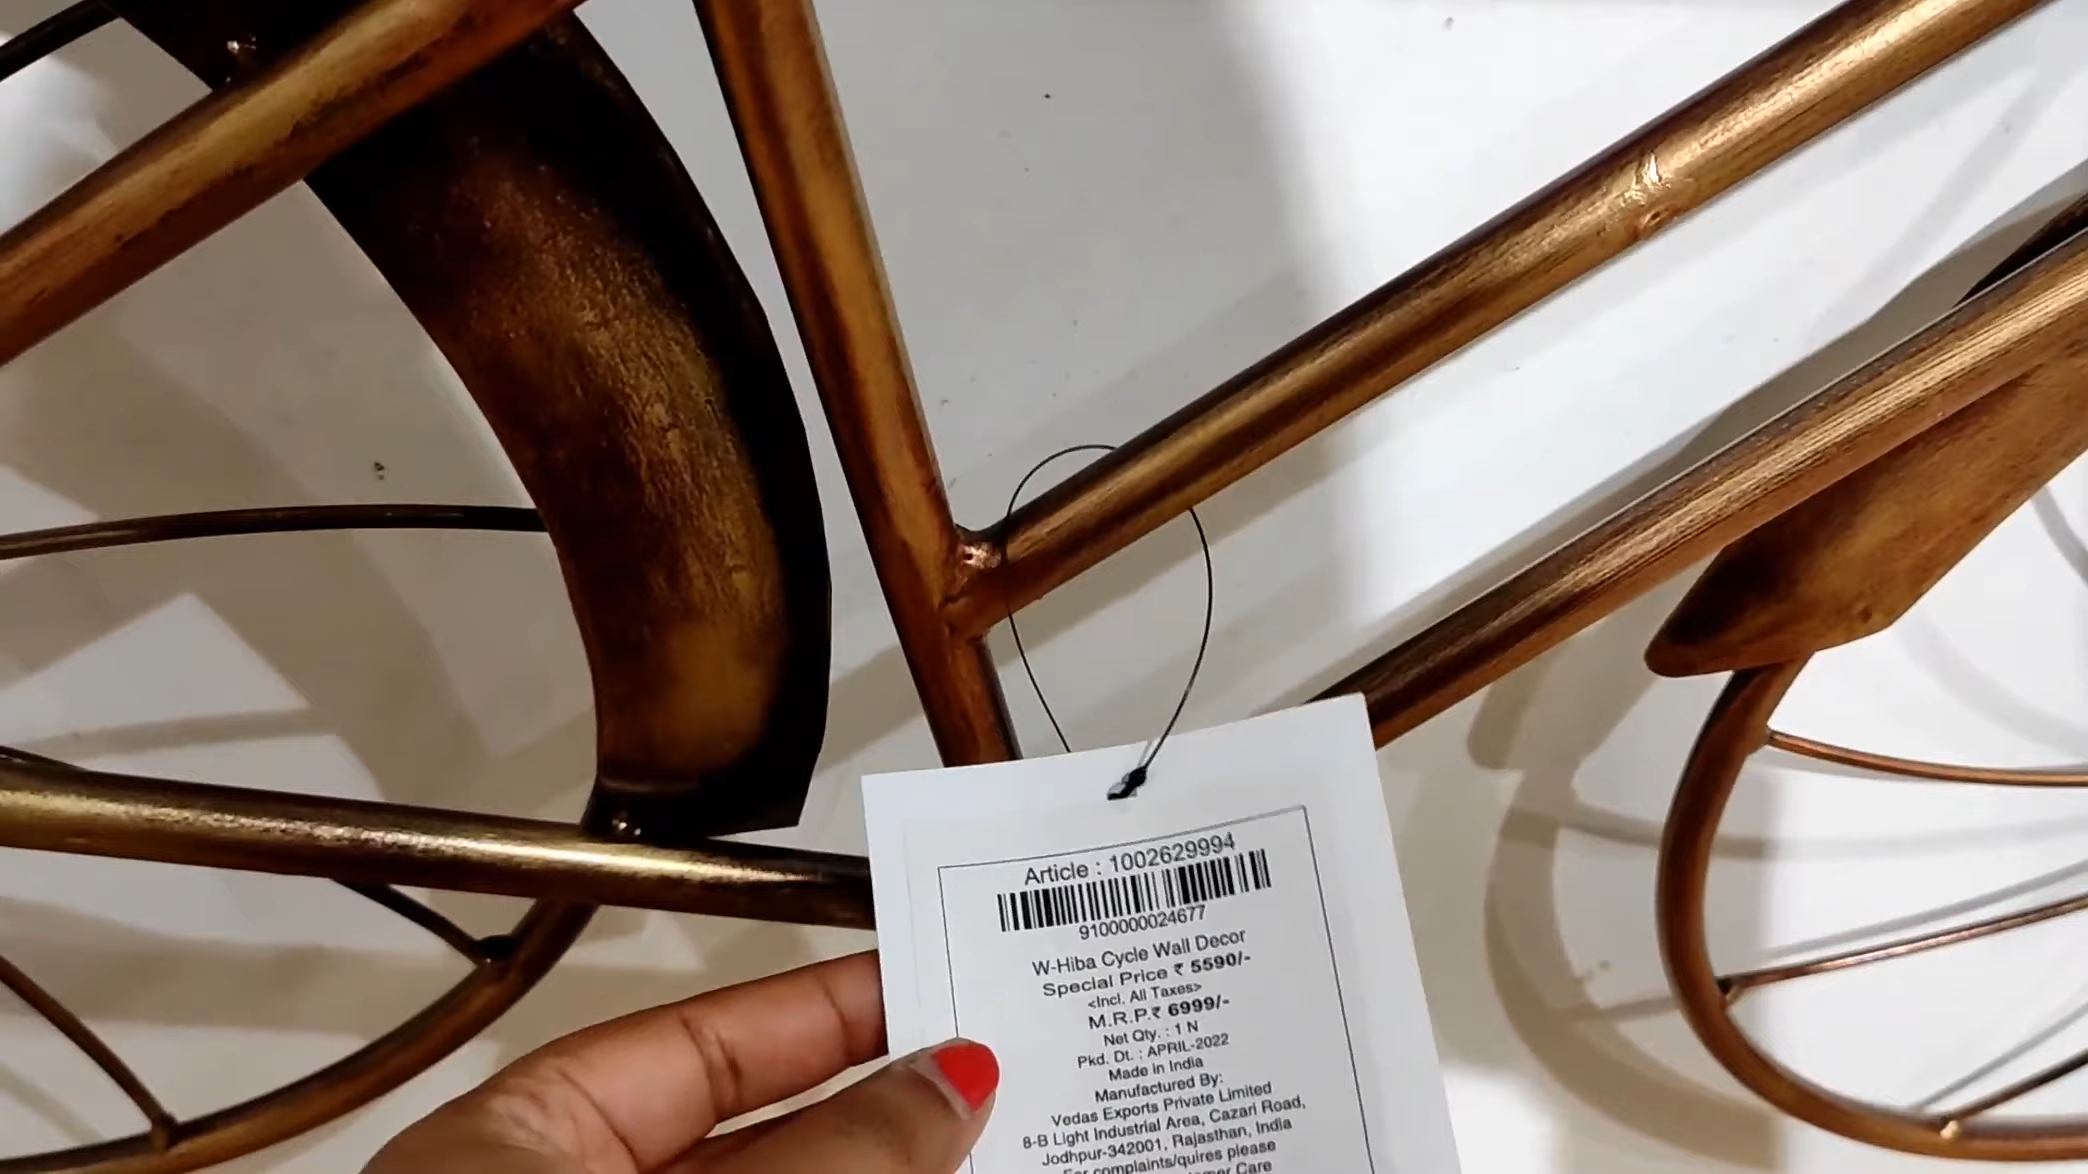 Article : 1002629994
9100000024677
W-Hiba Cycle Wall Decor
Special Price ₹ 5590/-
<Incl. All Taxes>
M.R.P.₹ 6999/-
Net Qty. : 1 N
Pkd. Dt. : APRIL-2022
Made in India
Manufactured By:
Vedas Exports Private Limited
8-B Light Industrial Area, Cazari Road,
Jodhpur-342001, Rajasthan, India
For complaints/quires please
Care